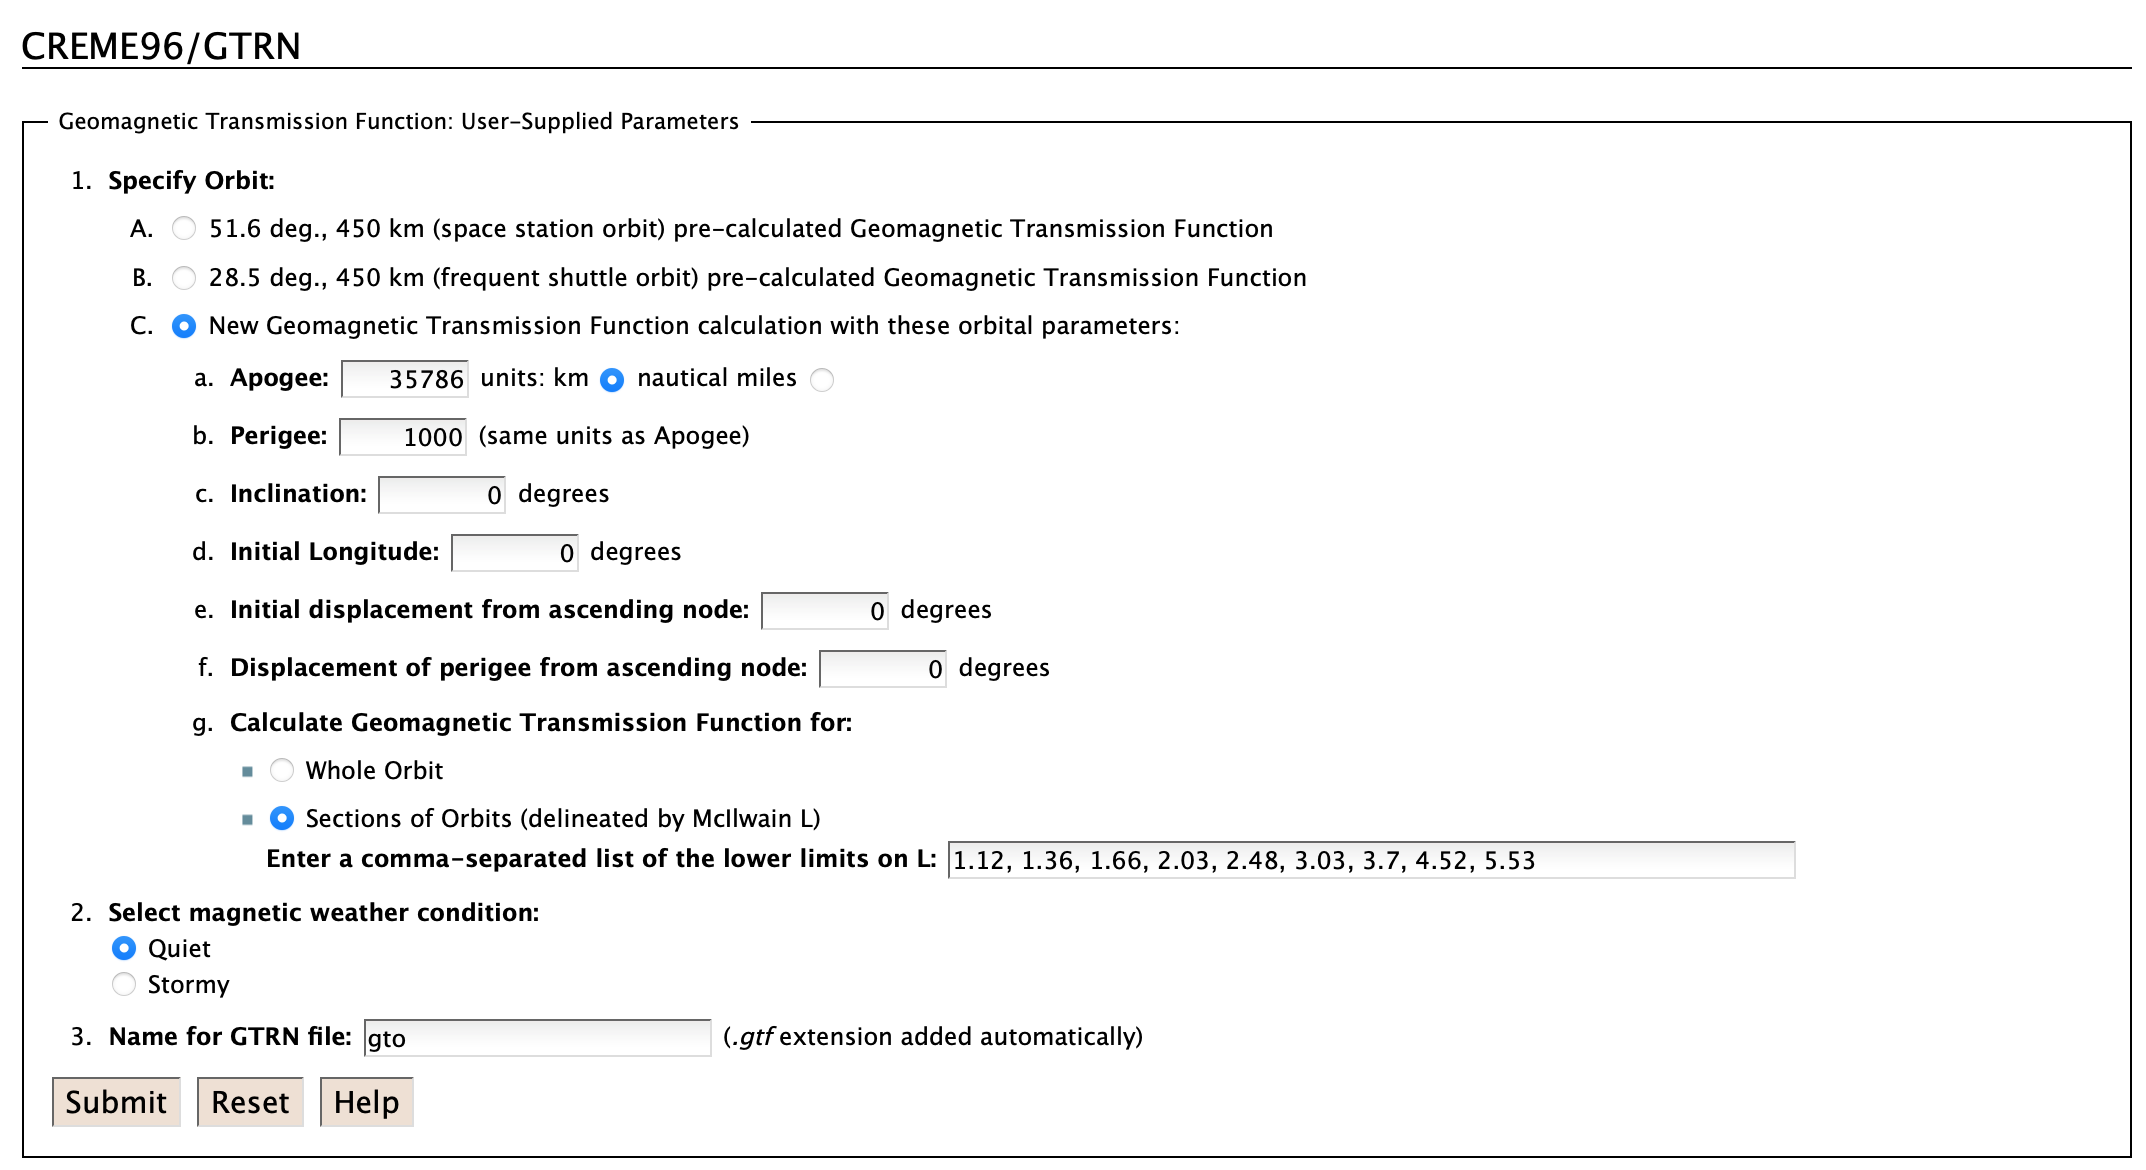 CREME96/GTRN
Geomagnetic Transmission Function: User-Supplied Parameters
1. Specify Orbit:
A. 51.6 deg., 450 km (space station orbit) pre-calculated Geomagnetic Transmission Function
B. 28.5 deg., 450 km (frequent shuttle orbit) pre-calculated Geomagnetic Transmission Function
C. New Geomagnetic Transmission Function calculation with these orbital parameters:
a. Apogee: 35786 units: km nautical miles
b. Perigee: 1000 (same units as Apogee)
c. Inclination: 0 degrees
d. Initial Longitude: 0 degrees
e. Initial displacement from ascending node: 0 degrees
f. Displacement of perigee from ascending node: 0 degrees
g. Calculate Geomagnetic Transmission Function for:
Whole Orbit
Sections of Orbits (delineated by McIlwain L)
Enter a comma-separated list of the lower limits on L: 1.12, 1.36, 1.66, 2.03, 2.48, 3.03, 3.7, 4.52, 5.53
2. Select magnetic weather condition:
Quiet
Stormy
3. Name for GTRN file: gto (.gtf extension added automatically)
Submit Reset Help